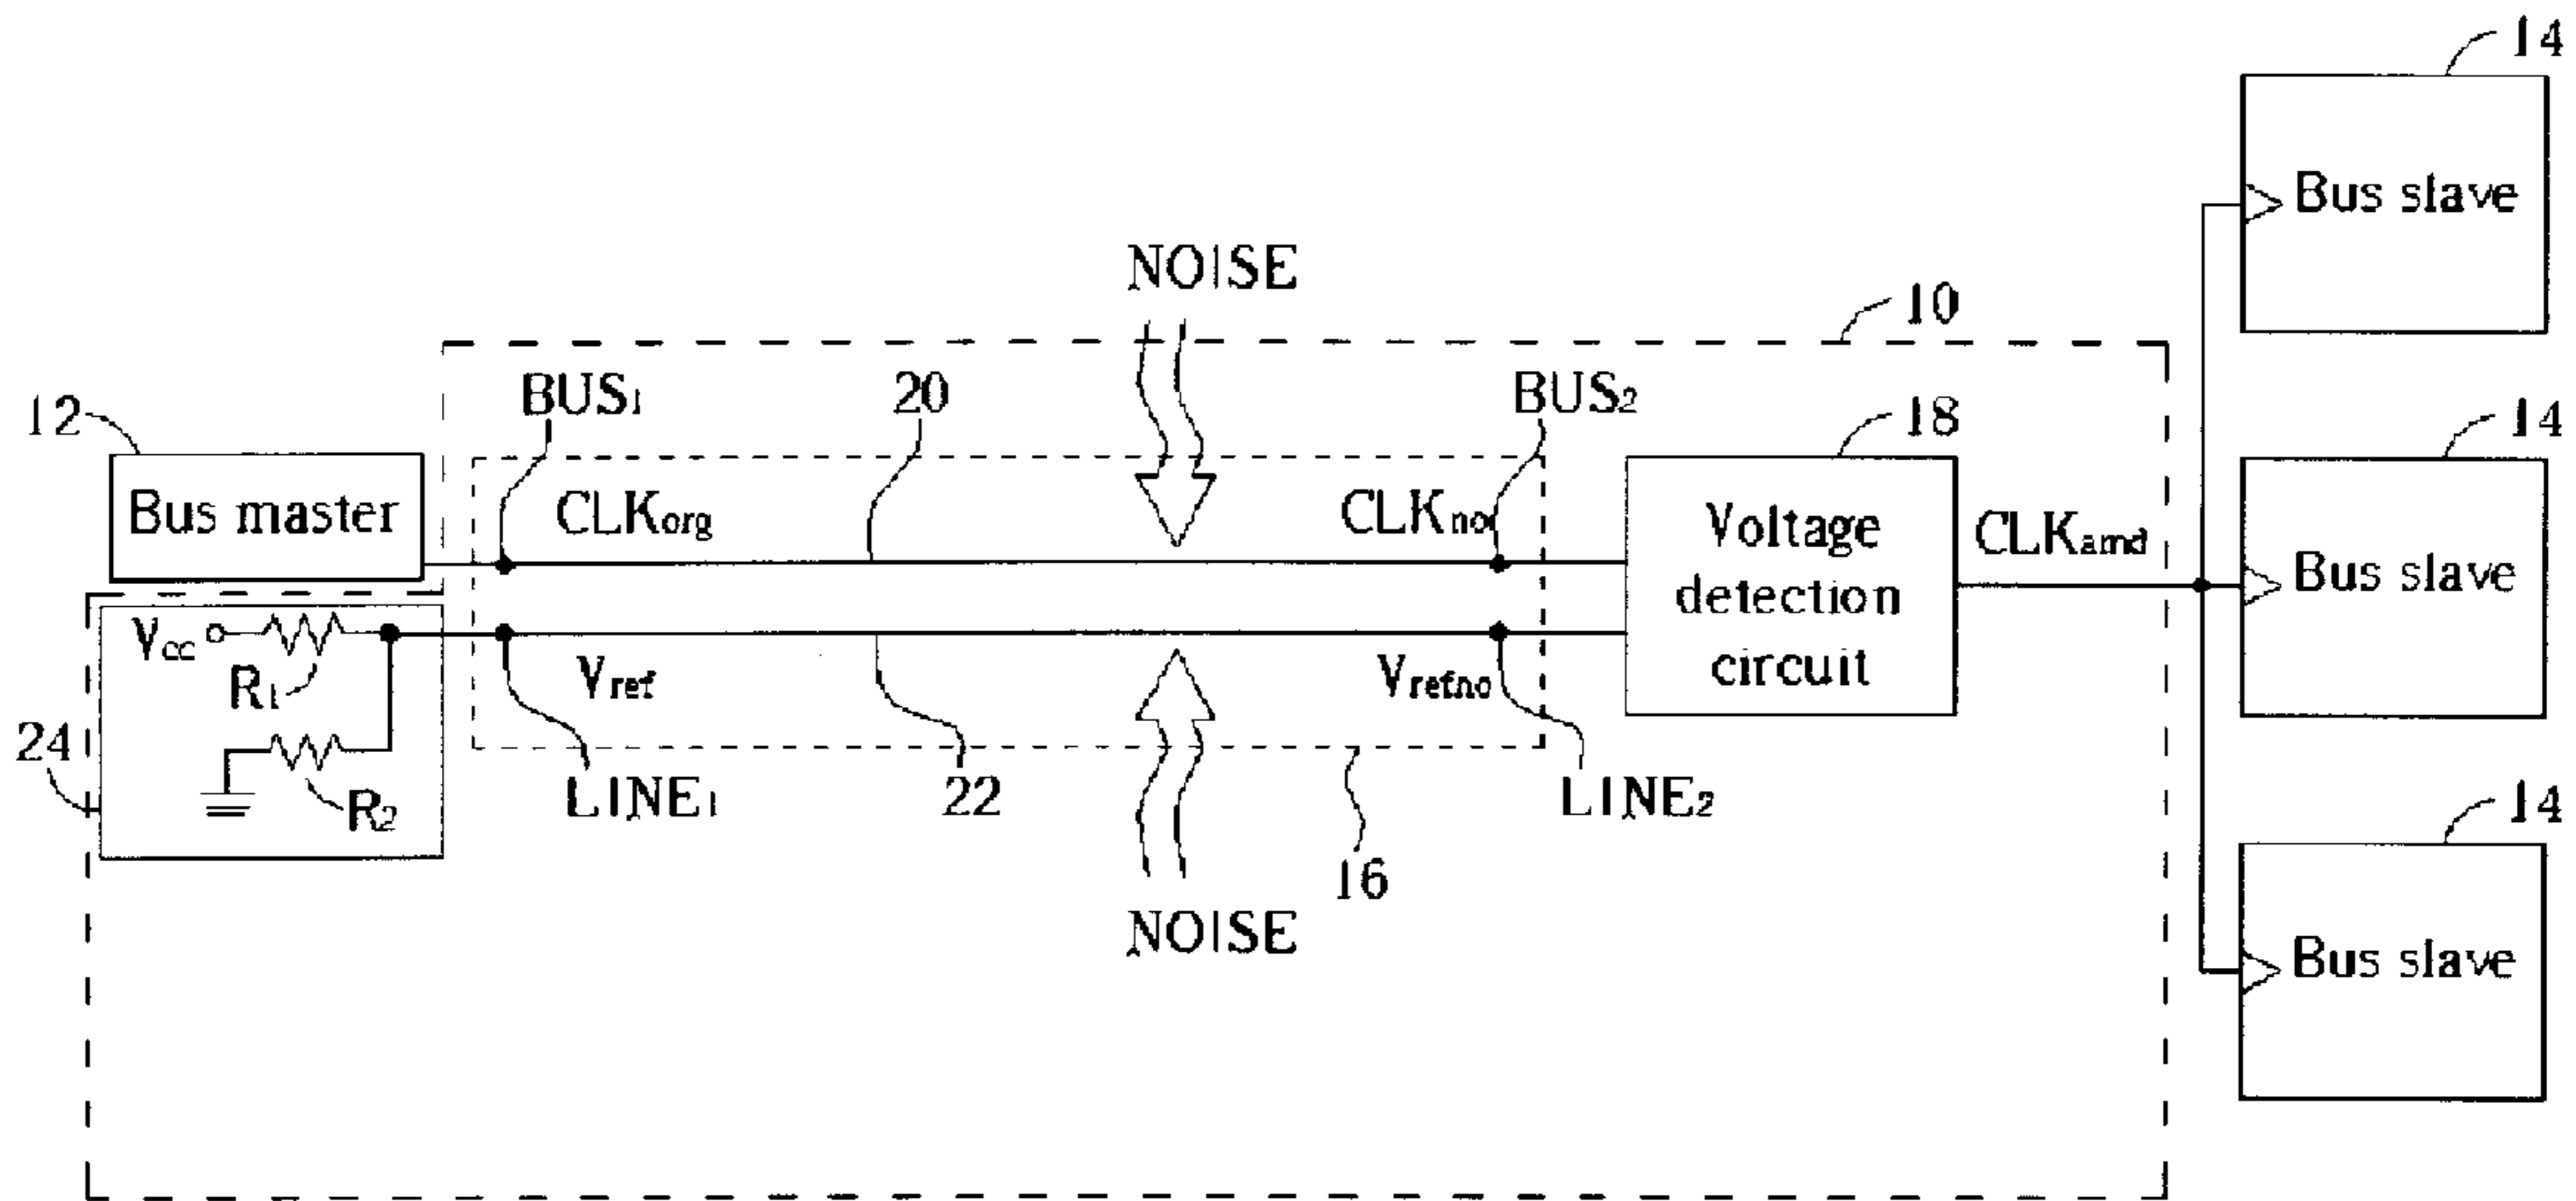 14
Bus slave
NOISE
10
BUS1
20
BUS2
18
14
12
Bus master
CLKorg
CLKno
Voltage
detection
circuit
CLKamd
Bus slave
Vcc
R1
Vref
Vrefno
24
R2
LINE1
22
LINE2
16
14
NOISE
Bus slave